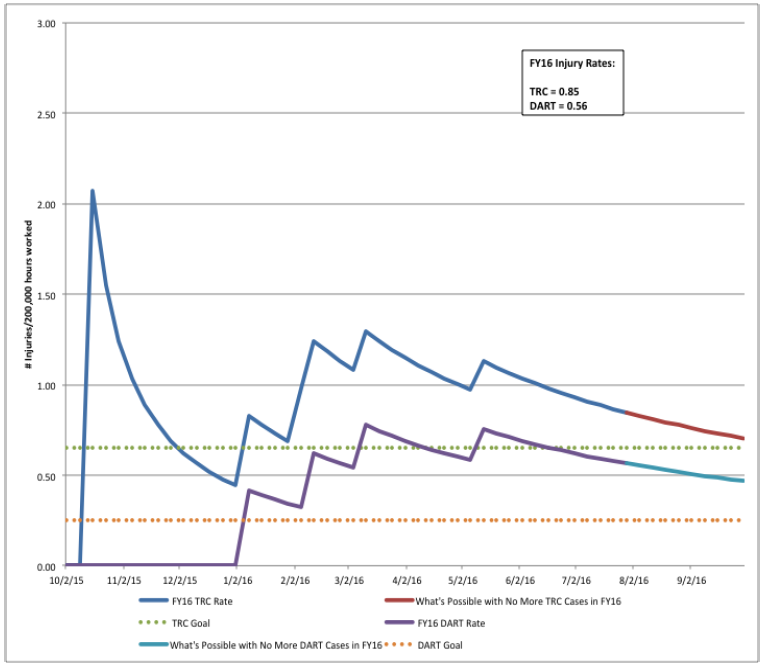 3.00
FY16 Injury Rates:
TRC = 0.85
DART = 0.56
2.50
2.00
# Injuries/200,000 hours worked
1.50
1.00
0.50
0.00
10/2/15 11/2/15 12/2/15 1/2/16 2/2/16 3/2/16 4/2/16 5/2/16 6/2/16 7/2/16 8/2/16 9/2/16
FY16 TRC Rate What's Possible with No More TRC Cases in FY16
TRC Goal FY16 DART Rate
What's Possible with No More DART Cases in FY16 DART Goal